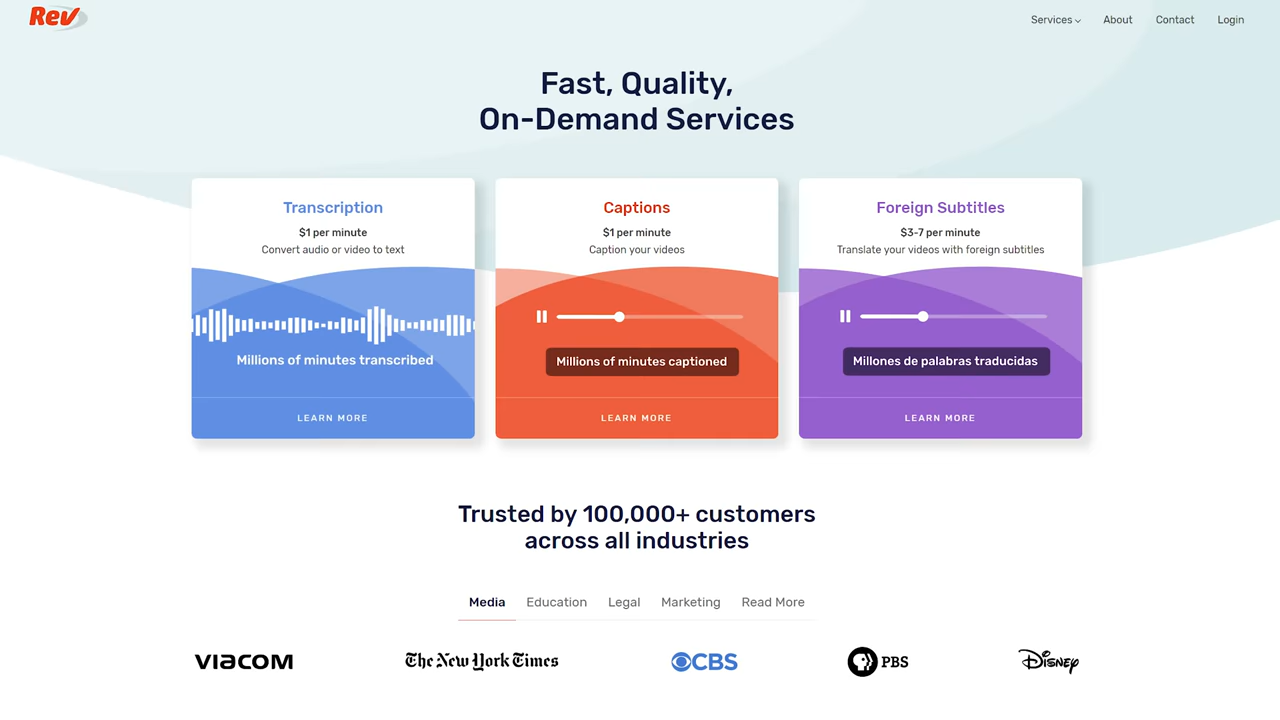 Rev
Services About Contact Login
Fast, Quality,
On-Demand Services
Transcription
$1 per minute
Convert audio or video to text
Millions of minutes transcribed
LEARN MORE
Captions
$1 per minute
Caption your videos
Millions of minutes captioned
LEARN MORE
Foreign Subtitles
$3-7 per minute
Translate your videos with foreign subtitles
Millones de palabras traducidas
LEARN MORE
Trusted by 100,000+ customers
across all industries
Media Education Legal Marketing Read More
VIACOM The New York Times CBS PBS DISNEY